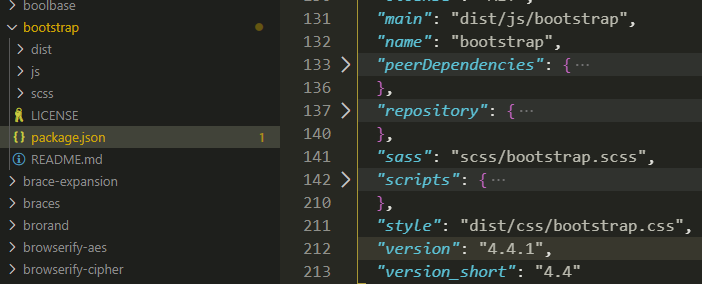 boolbase
bootstrap
dist
js
scss
LICENSE
package.json 1
README.md
brace-expansion
braces
brorand
browserify-aes
browserify-cipher
131 "main": "dist/js/bootstrap",
132 "name": "bootstrap",
133 "peerDependencies": {···
136 },
137 "repository": {···
140 },
141 "sass": "scss/bootstrap.scss",
142 "scripts": {···
210 },
211 "style": "dist/css/bootstrap.css",
212 "version": "4.4.1",
213 "version_short": "4.4"